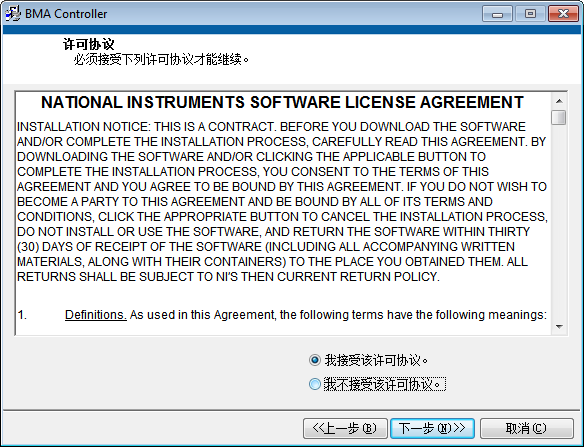 BMA Controller
许可协议
必须接受下列许可协议才能继续。
NATIONAL INSTRUMENTS SOFTWARE LICENSE AGREEMENT
INSTALLATION NOTICE: THIS IS A CONTRACT. BEFORE YOU DOWNLOAD THE SOFTWARE
AND/OR COMPLETE THE INSTALLATION PROCESS, CAREFULLY READ THIS AGREEMENT. BY
DOWNLOADING THE SOFTWARE AND/OR CLICKING THE APPLICABLE BUTTON TO
COMPLETE THE INSTALLATION PROCESS, YOU CONSENT TO THE TERMS OF THIS
AGREEMENT AND YOU AGREE TO BE BOUND BY THIS AGREEMENT. IF YOU DO NOT WISH TO
BECOME A PARTY TO THIS AGREEMENT AND BE BOUND BY ALL OF ITS TERMS AND
CONDITIONS, CLICK THE APPROPRIATE BUTTON TO CANCEL THE INSTALLATION PROCESS,
DO NOT INSTALL OR USE THE SOFTWARE, AND RETURN THE SOFTWARE WITHIN THIRTY
(30) DAYS OF RECEIPT OF THE SOFTWARE (INCLUDING ALL ACCOMPANYING WRITTEN
MATERIALS, ALONG WITH THEIR CONTAINERS) TO THE PLACE YOU OBTAINED THEM. ALL
RETURNS SHALL BE SUBJECT TO NI'S THEN CURRENT RETURN POLICY.
1. Definitions. As used in this Agreement, the following terms have the following meanings:
我接受该许可协议。
我不接受该许可协议。
<<上一步(B) 下一步(N)>> 取消(C)